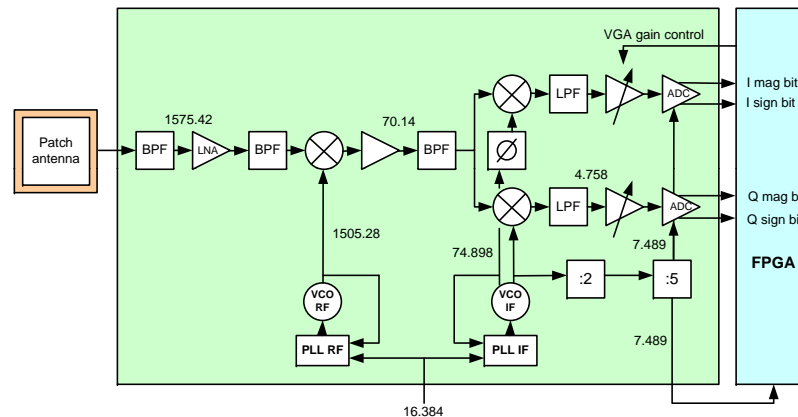 VGA gain control
I mag bit
I sign bit
LPF
ADC
1575.42
70.14
Patch
antenna
BPF
LNA
BPF
BPF
Ø
4.758
LPF
ADC
Q mag b
Q sign bi
1505.28
74.898
7.489
FPGA
VCO
RF
VCO
IF
:2
:5
PLL RF
PLL IF
7.489
16.384